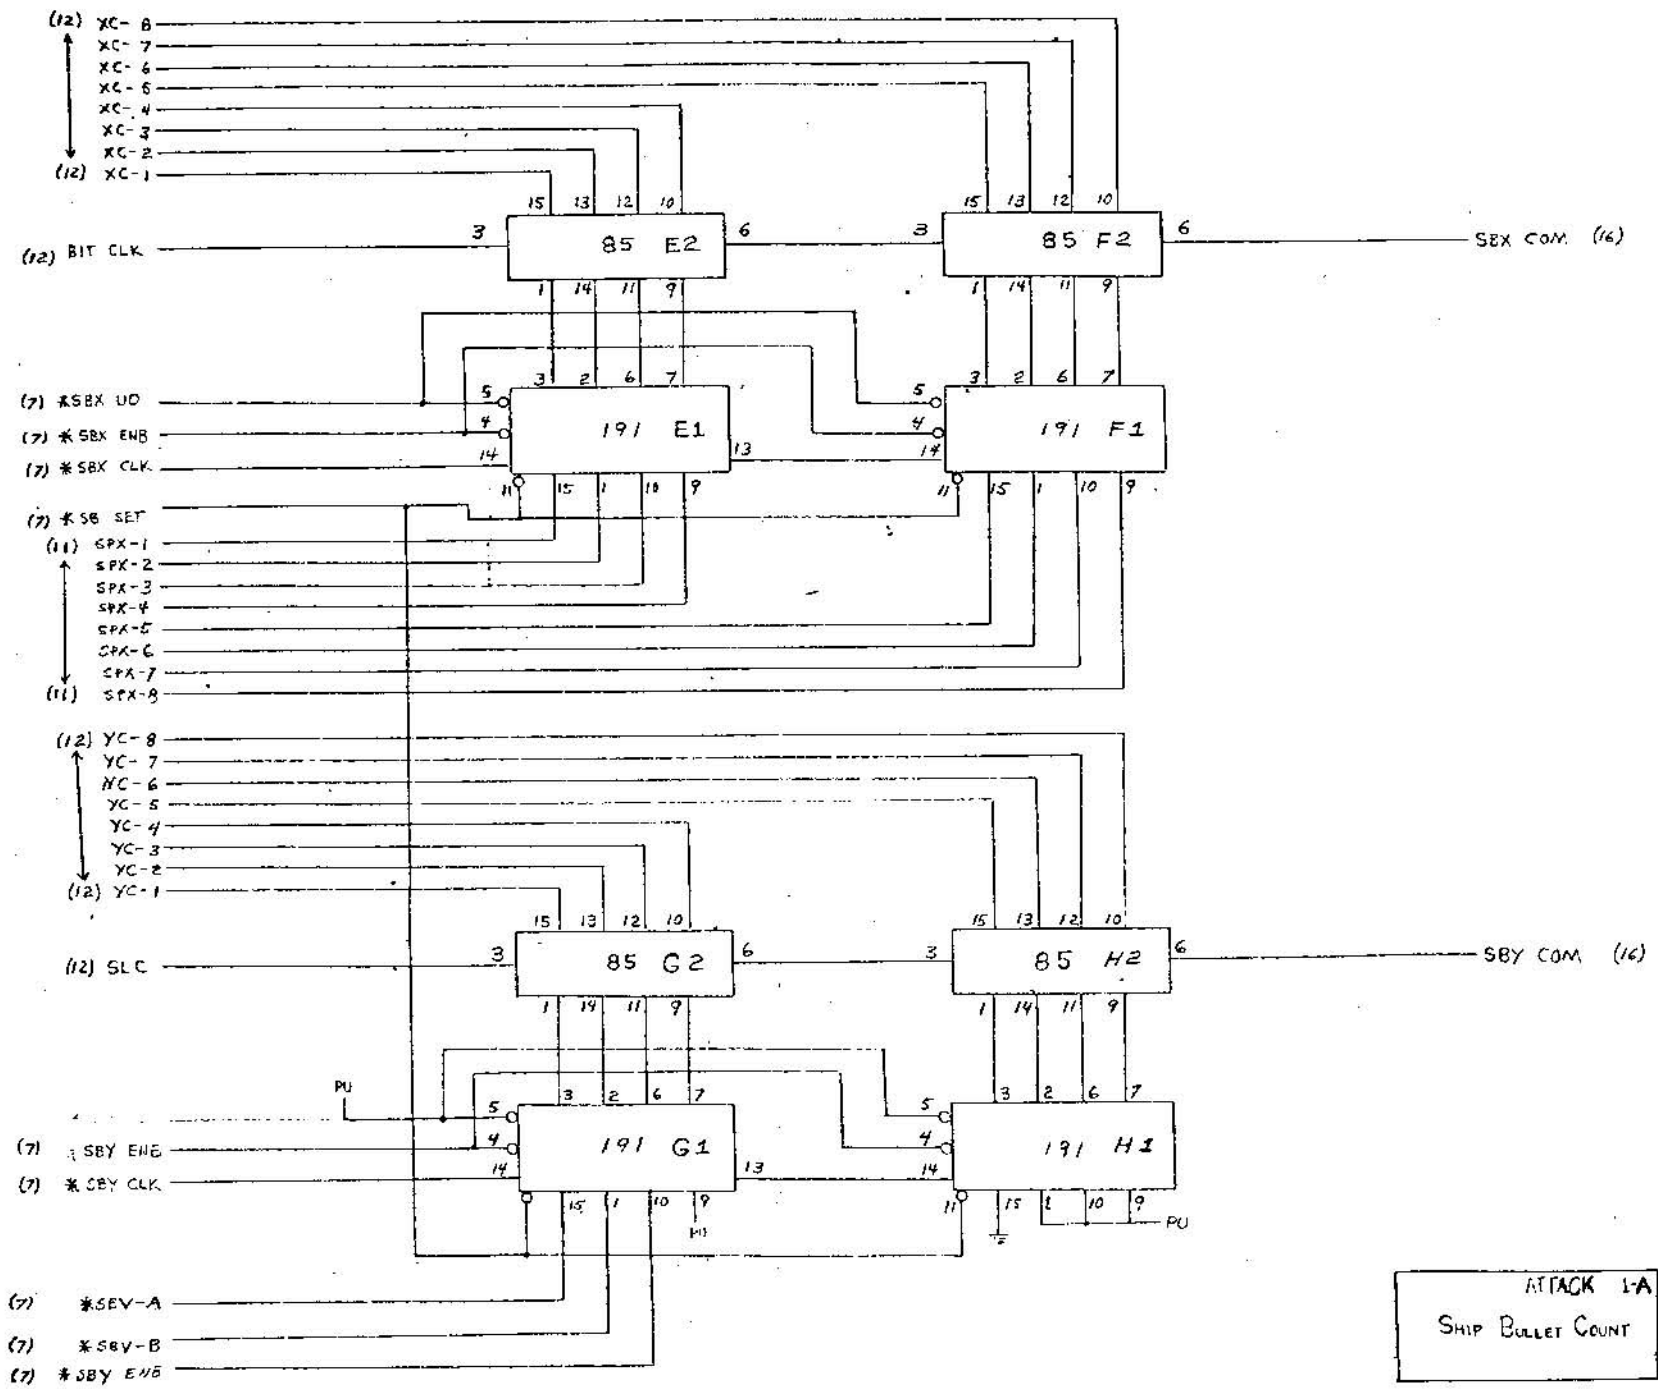 (12) XC-8
XC-7
XC-6
XC-5
XC-4
XC-3
XC-2
(12) XC-1
15 13 12 10
15 13 12 10
(12) BIT CLK 3 85 E2 6 3 85 F2 6 SBX COM (16)
1 14 11 9
1 14 11 9
3 2 6 7
3 2 6 7
(7) *SBX UD 5 5
(7) *SBX ENB 4 191 E1 4 191 F1
(7) *SBX CLK 14 13 14
11 15 1 10 9
11 15 1 10 9
(7) *SB SET
(11) SPX-1
SPX-2
SPX-3
SPX-4
SPX-5
SPX-6
SPX-7
(11) SPX-8
(12) YC-8
YC-7
YC-6
YC-5
YC-4
YC-3
YC-2
(12) YC-1
15 13 12 10
15 13 12 10
(12) SLC 3 85 G2 6 3 85 H2 6 SBY COM (16)
1 14 11 9
1 14 11 9
PU
3 2 6 7
3 2 6 7
5 5
(7) SBY ENB 4 191 G1 4 191 H1
(7) *SBY CLK 14 13 14
15 1 10 9
11 15 1 10 9
PU
PU
(7) *SBV-A
(7) *SBV-B
(7) *SBY ENB
ATTACK 1-A
SHIP BULLET COUNT